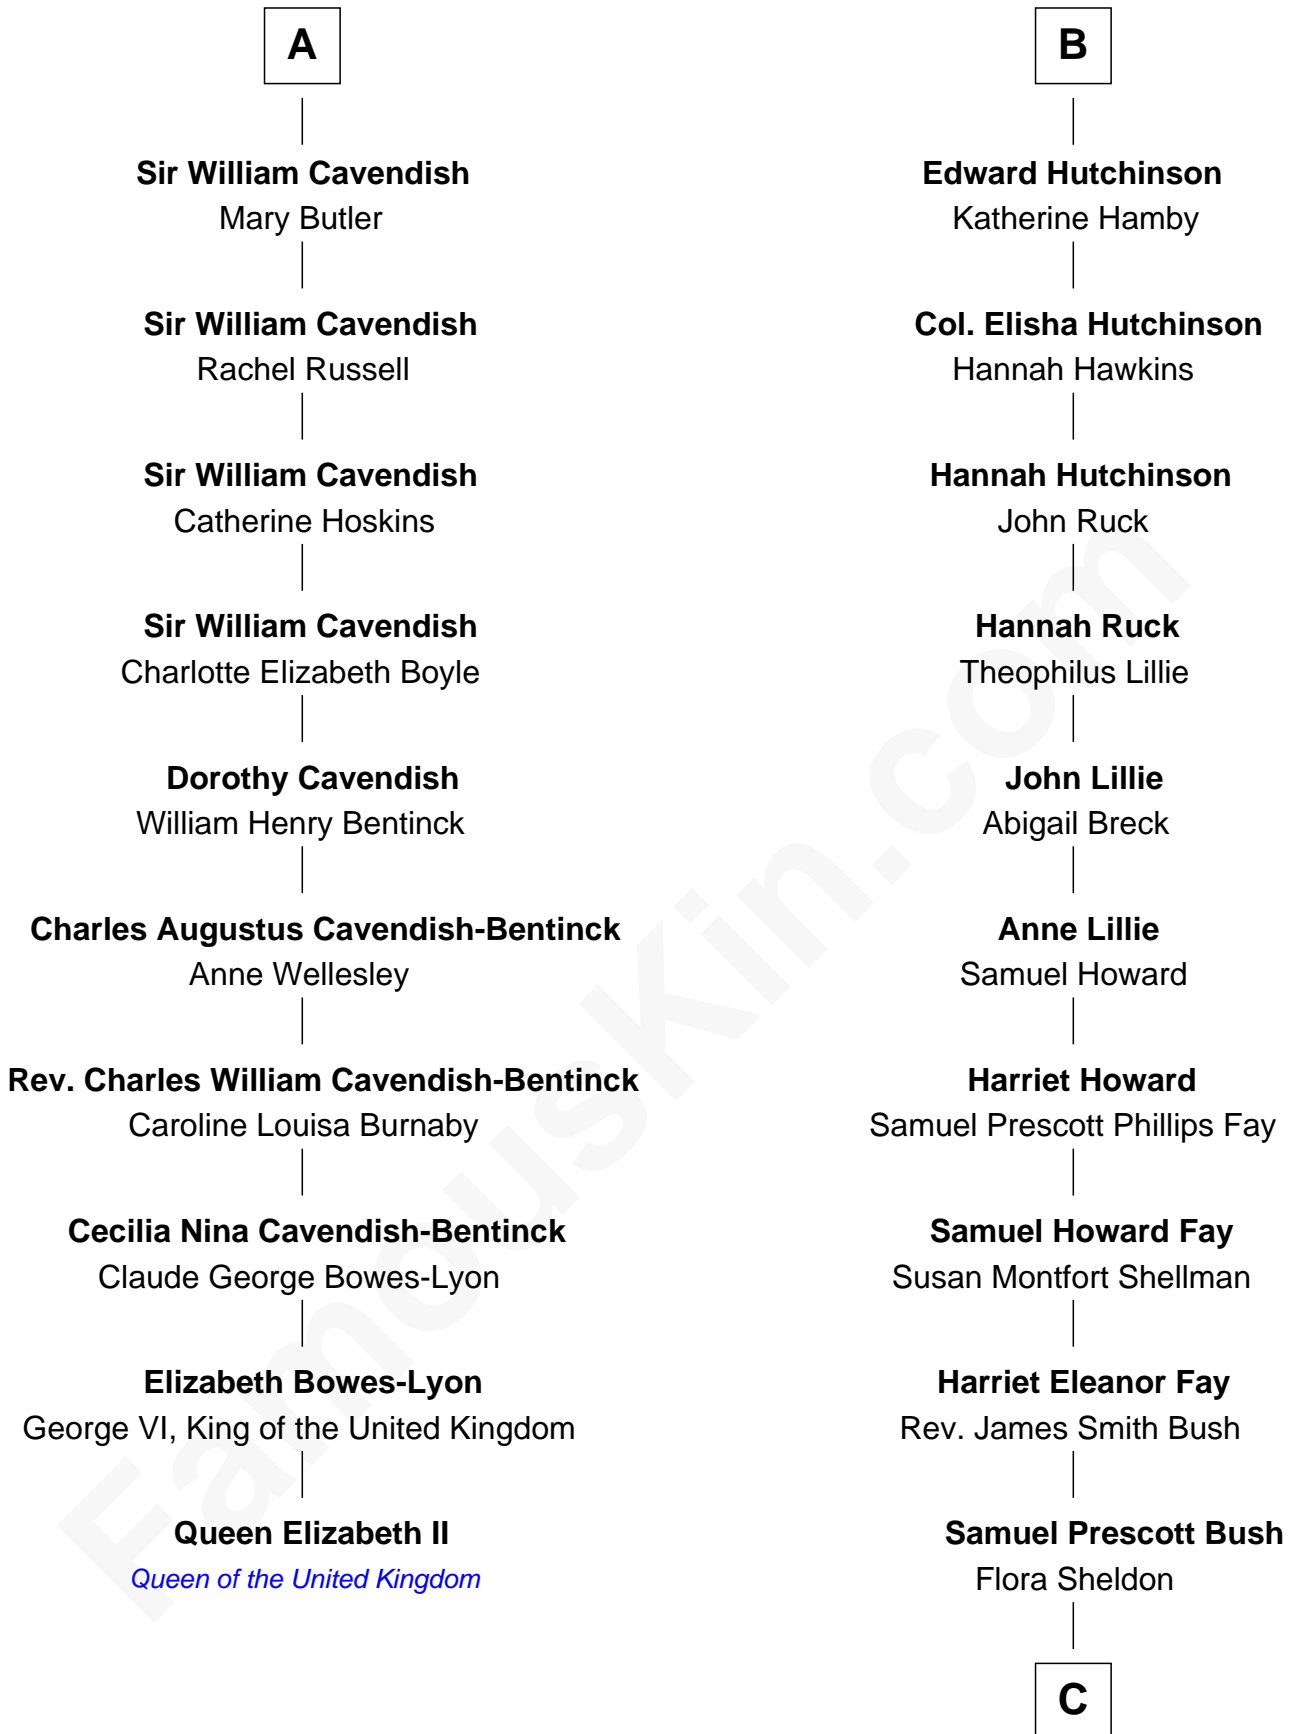 A
Sir William Cavendish
Mary Butler
Sir William Cavendish
Rachel Russell
Sir William Cavendish
Catherine Hoskins
Sir William Cavendish
Charlotte Elizabeth Boyle
Dorothy Cavendish
William Henry Bentinck
Charles Augustus Cavendish-Bentinck
Anne Wellesley
Rev. Charles William Cavendish-Bentinck
Caroline Louisa Burnaby
Cecilia Nina Cavendish-Bentinck
Claude George Bowes-Lyon
Elizabeth Bowes-Lyon
George VI, King of the United Kingdom
Queen Elizabeth II
Queen of the United Kingdom
B
Edward Hutchinson
Katherine Hamby
Col. Elisha Hutchinson
Hannah Hawkins
Hannah Hutchinson
John Ruck
Hannah Ruck
Theophilus Lillie
John Lillie
Abigail Breck
Anne Lillie
Samuel Howard
Harriet Howard
Samuel Prescott Phillips Fay
Samuel Howard Fay
Susan Montfort Shellman
Harriet Eleanor Fay
Rev. James Smith Bush
Samuel Prescott Bush
Flora Sheldon
C
FamousKin.com